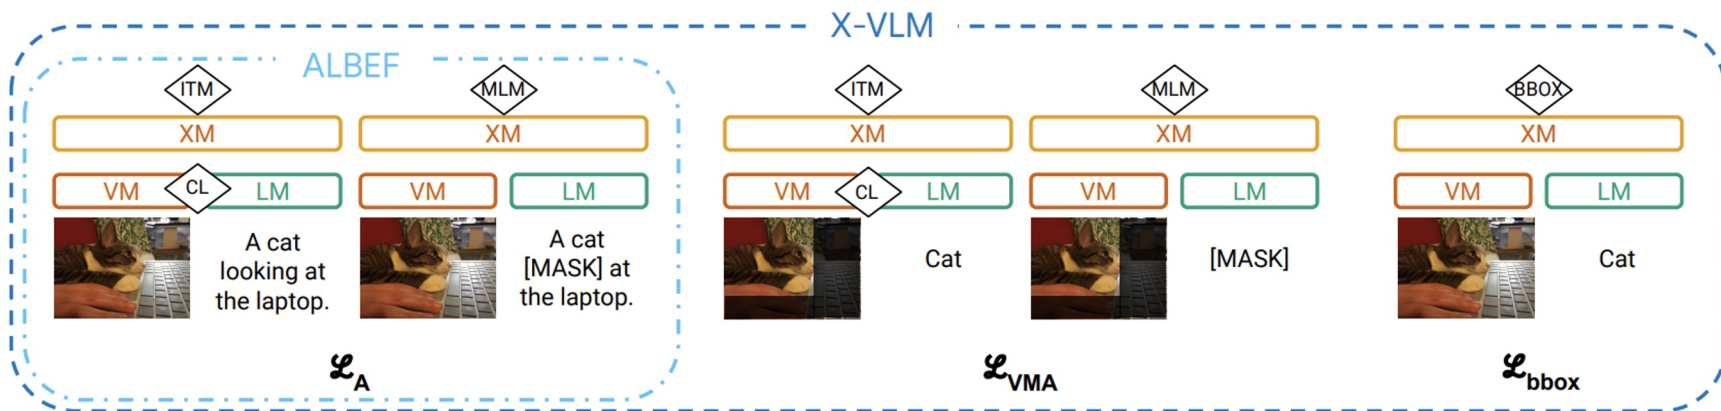 X-VLM
ALBEF
ITM
MLM
ITM
MLM
BBOX
XM
XM
XM
XM
XM
VM
CL
LM
VM
LM
VM
CL
LM
VM
LM
VM
LM
A cat
looking at
the laptop.
A cat
[MASK] at
the laptop.
Cat
[MASK]
Cat
ℒA
ℒVMA
ℒbbox